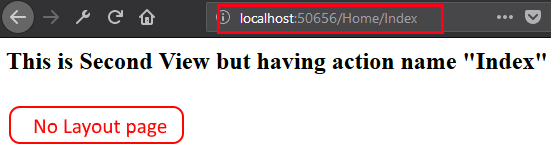 localhost:50656/Home/Index
This is Second View but having action name "Index"
No Layout page